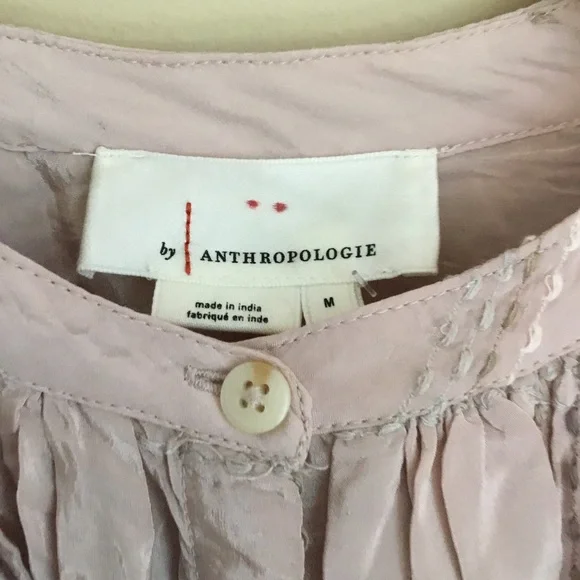 by ANTHROPOLOGIE
made in india
fabriqué en inde
M